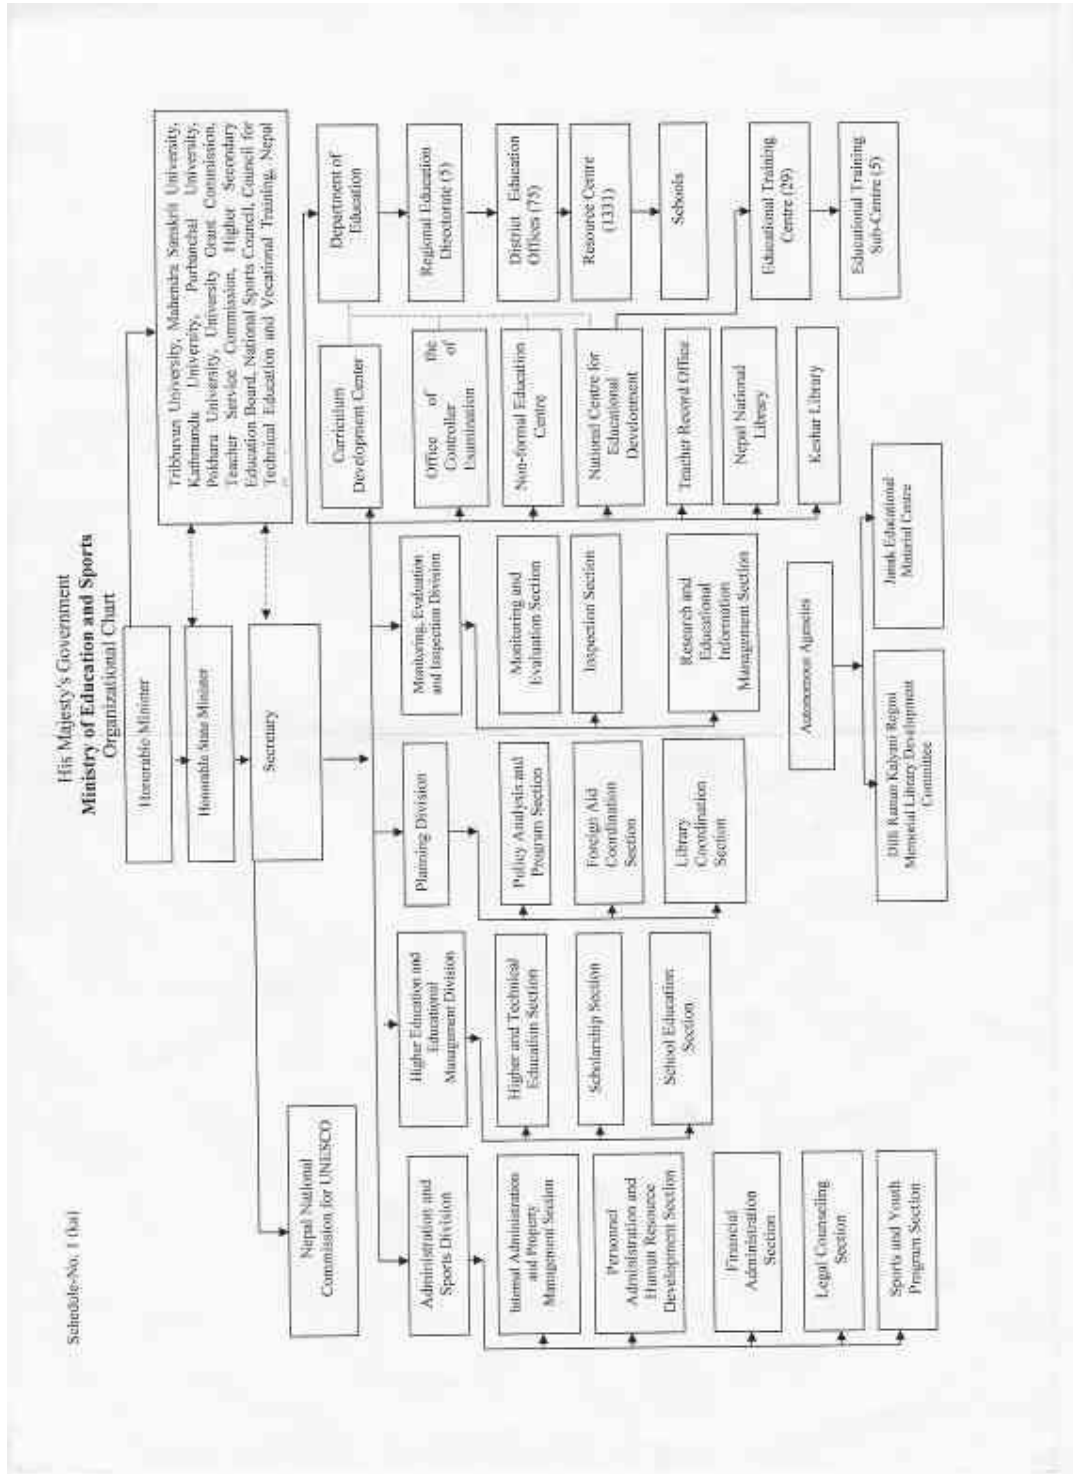 Schedule-No. 1 (ka)
His Majesty's Government
Ministry of Education and Sports
Organizational Chart
Honorable Minister
Honorable State Minister
Secretary
Tribhuvan University, Mahendra Sanskrit University,
Kathmandu University, Purbanchal University,
Pokhara University, University Grant Commission,
Teacher Service Commission, Higher Secondary
Education Board, National Sports Council, Council for
Technical Education and Vocational Training, Nepal
Nepal National
Commission for UNESCO
Administration and
Sports Division
Internal Administration
and Property
Management Section
Personnel
Administration and
Human Resource
Development Section
Financial
Administration
Section
Legal Counseling
Section
Sports and Youth
Program Section
Higher Education and
Educational
Management Division
Higher and Technical
Education Section
Scholarship Section
School Education
Section
Planning Division
Policy Analysis and
Program Section
Foreign Aid
Coordination
Section
Library
Coordination
Section
Monitoring, Evaluation
and Inspection Division
Monitoring and
Evaluation Section
Inspection Section
Research and
Educational
Information
Management Section
Autonomous Agencies
Dilli Raman Kalyani Regmi
Memorial Library Development
Committee
Janak Educational
Material Centre
Curriculum
Development Center
Office of the
Controller of
Examination
Non-formal Education
Centre
National Centre for
Educational
Development
Teacher Record Office
Nepal National
Library
Keshar Library
Department of
Education
Regional Education
Directorate (5)
District Education
Offices (75)
Resource Centre
(1331)
Schools
Educational Training
Centre (29)
Educational Training
Sub-Centre (5)